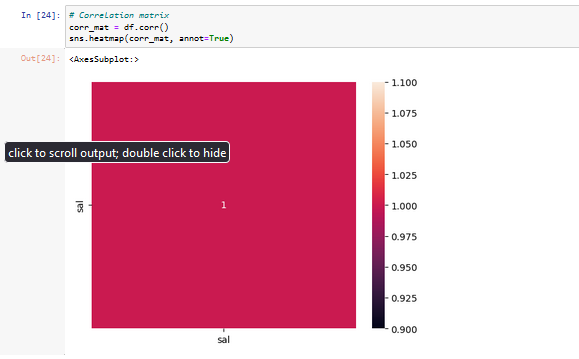 In [24]: # Correlation matrix
corr_mat = df.corr()
sns.heatmap(corr_mat, annot=True)
Out[24]: <AxesSubplot:>
1.100
1.075
1.050
click to scroll output; double click to hide
1.025
sal
1
1.000
0.975
0.950
0.925
0.900
sal